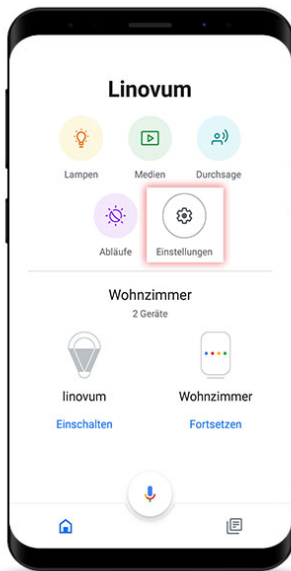 Linovum
Lampen Medien Durchsage
Abläufe Einstellungen
Wohnzimmer
2 Geräte
linovum Wohnzimmer
Einschalten Fortsetzen